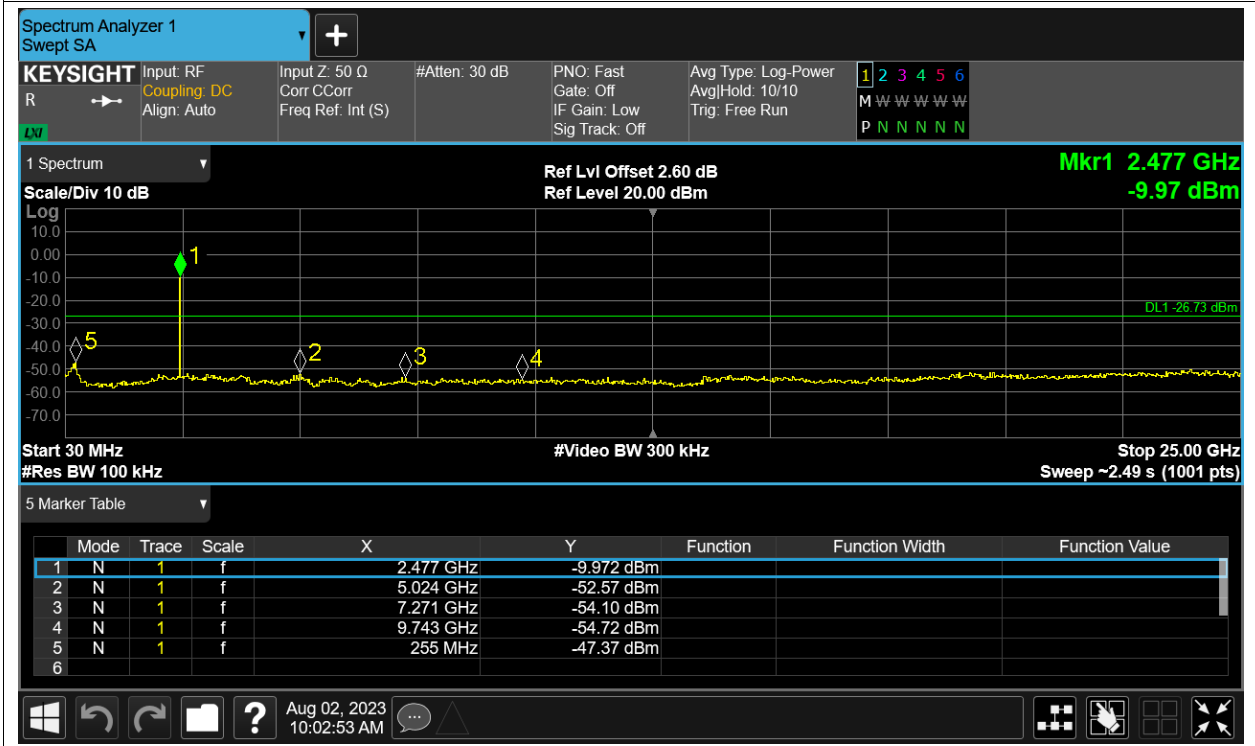 Spectrum Analyzer 1
Swept SA
▼
+
KEYSIGHT
R
LXI
Input: RF
Coupling: DC
Align: Auto
Input Z: 50 Ω
Corr CCorr
Freq Ref: Int (S)
#Atten: 30 dB
PNO: Fast
Gate: Off
IF Gain: Low
Sig Track: Off
Avg Type: Log-Power
Avg|Hold: 10/10
Trig: Free Run
1 2 3 4 5 6
M W W W W W
P N N N N N
1 Spectrum ▼
Scale/Div 10 dB
Ref Lvl Offset 2.60 dB
Ref Level 20.00 dBm
Mkr1 2.477 GHz
-9.97 dBm
Log
10.0
0.00
-10.0
-20.0
-30.0
-40.0
-50.0
-60.0
-70.0
1
DL1 -26.73 dBm
5
2
3
4
Start 30 MHz
#Res BW 100 kHz
#Video BW 300 kHz
Stop 25.00 GHz
Sweep ~2.49 s (1001 pts)
5 Marker Table ▼
Mode Trace Scale X Y Function Function Width Function Value
1 N 1 f 2.477 GHz -9.972 dBm
2 N 1 f 5.024 GHz -52.57 dBm
3 N 1 f 7.271 GHz -54.10 dBm
4 N 1 f 9.743 GHz -54.72 dBm
5 N 1 f 255 MHz -47.37 dBm
6
?
Aug 02, 2023
10:02:53 AM